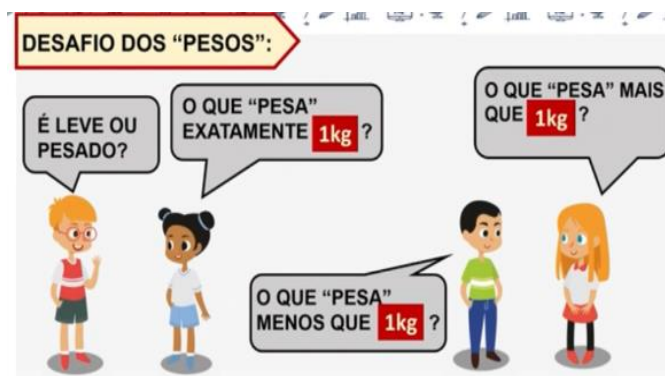 DESAFIO DOS “PESOS”:
É LEVE OU
PESADO?
O QUE “PESA”
EXATAMENTE 1kg ?
O QUE “PESA” MAIS
QUE 1kg ?
O QUE “PESA”
MENOS QUE 1kg ?